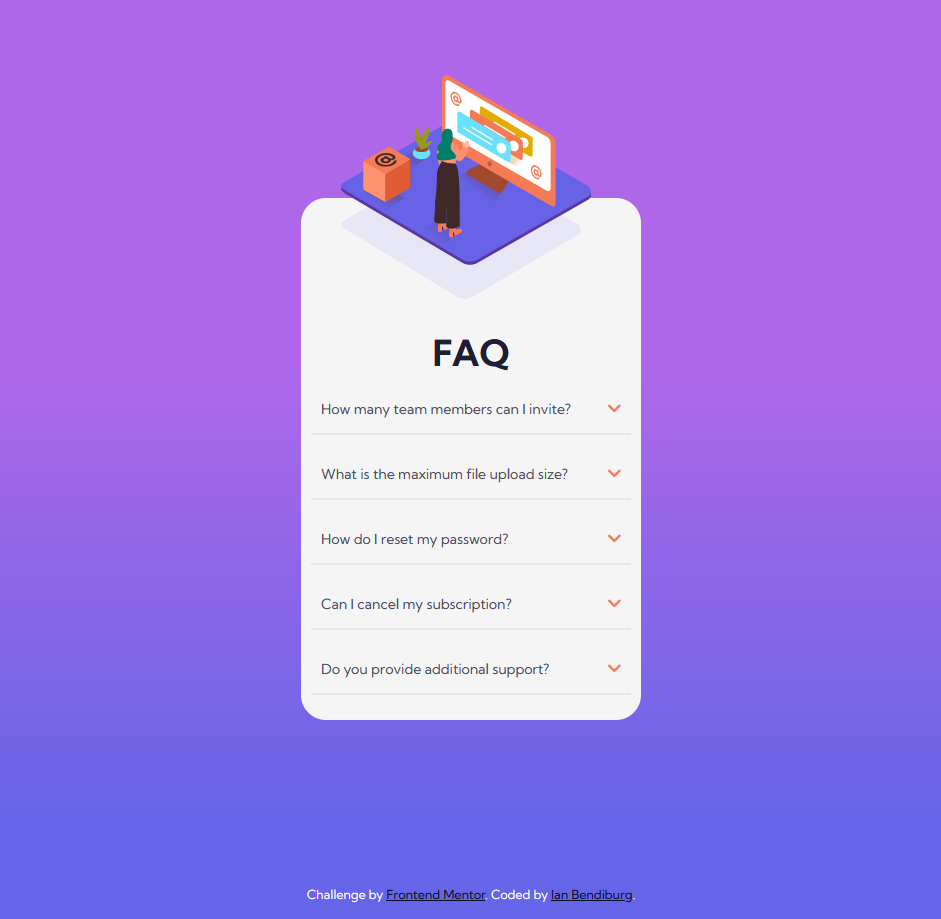 FAQ
How many team members can I invite?
What is the maximum file upload size?
How do I reset my password?
Can I cancel my subscription?
Do you provide additional support?
Challenge by Frontend Mentor. Coded by Ian Bendiburg.